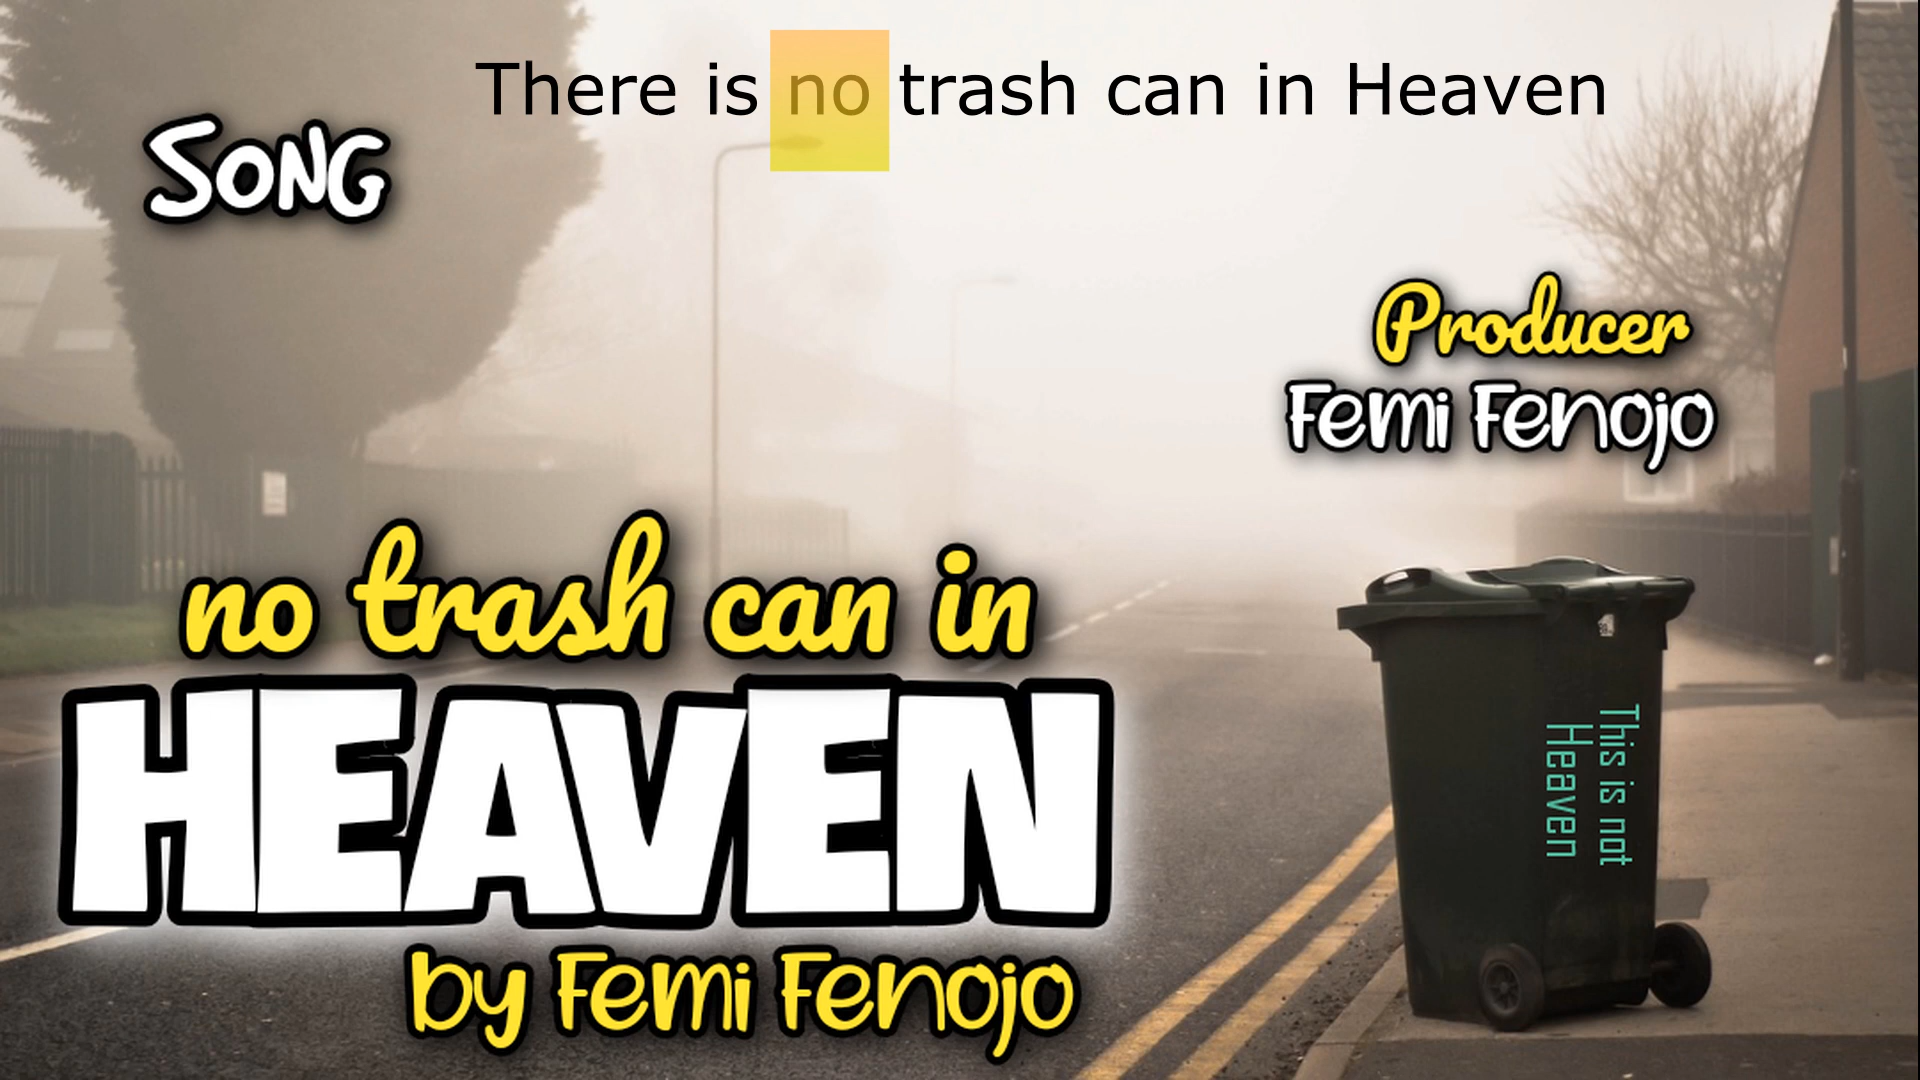 There is no trash can in Heaven
SONG
Producer
Femi Fenojo
no trash can in
HEAVEN
by Femi Fenojo
This is not
Heaven